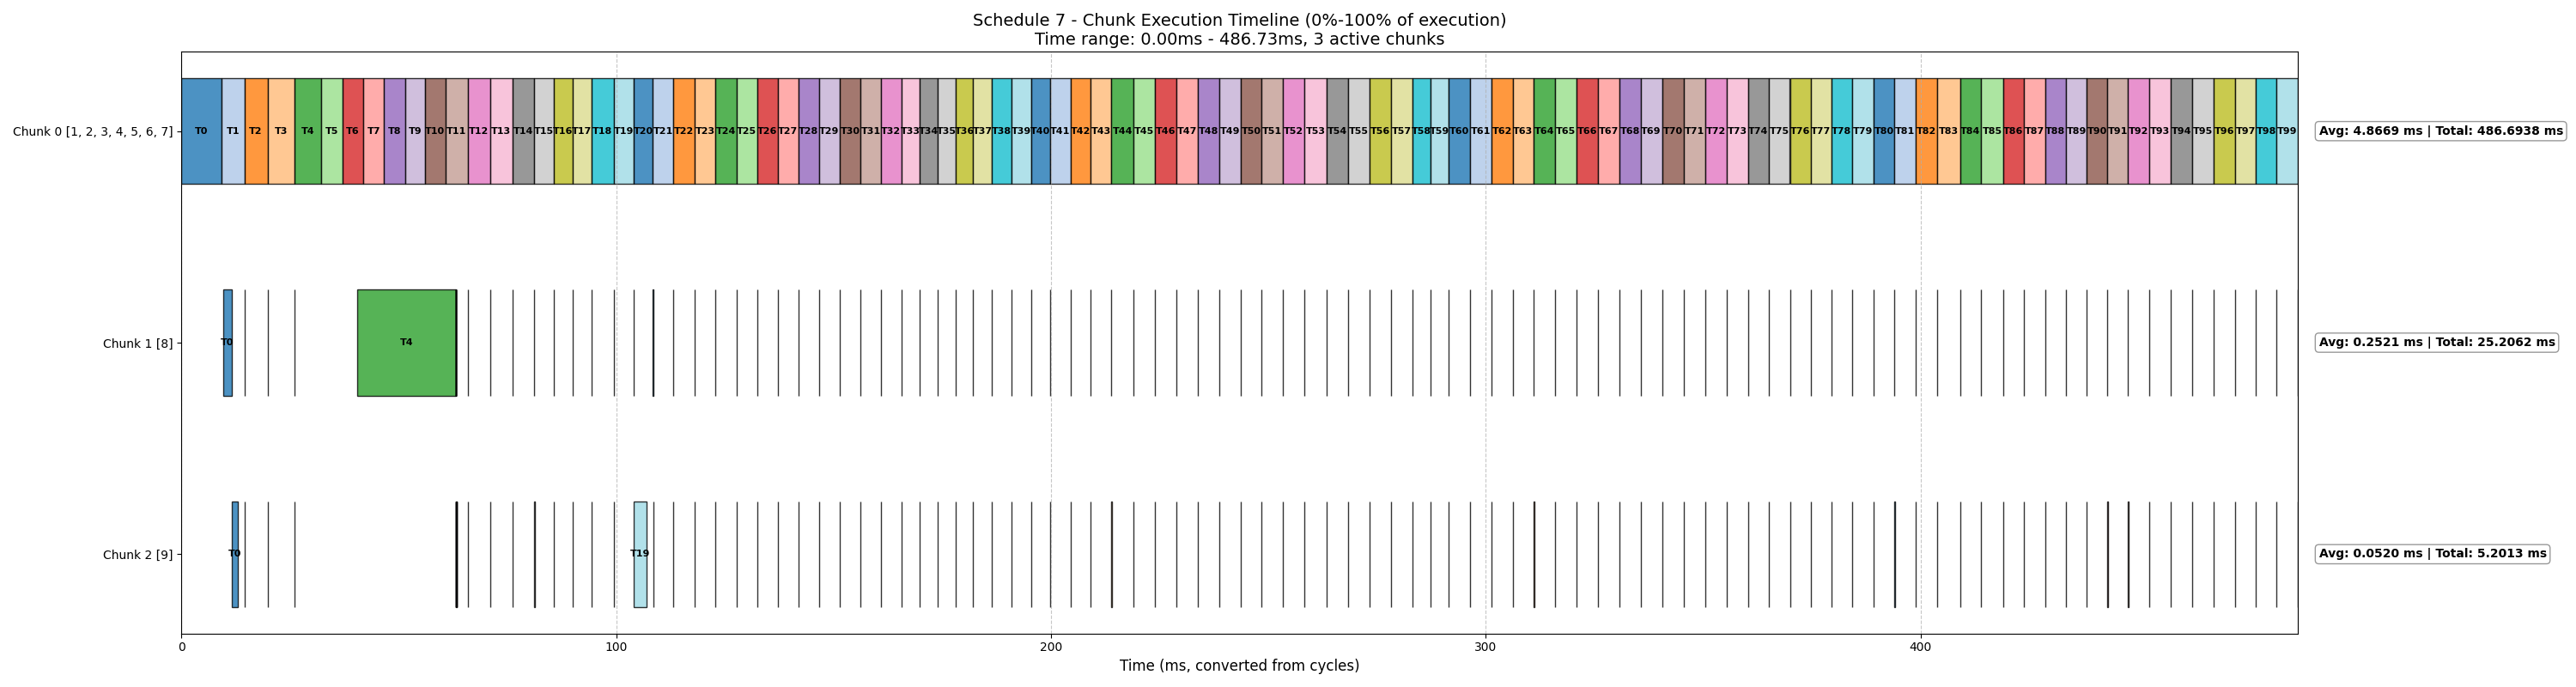 Schedule 7 - Chunk Execution Timeline (0%-100% of execution)
Time range: 0.00ms - 486.73ms, 3 active chunks
Chunk 0 [1, 2, 3, 4, 5, 6, 7]
T0 T1 T2 T3 T4 T5 T6 T7 T8 T9 T10 T11 T12 T13 T14 T15 T16 T17 T18 T19 T20 T21 T22 T23 T24 T25 T26 T27 T28 T29 T30 T31 T32 T33 T34 T35 T36 T37 T38 T39 T40 T41 T42 T43 T44 T45 T46 T47 T48 T49 T50 T51 T52 T53 T54 T55 T56 T57 T58 T59 T60 T61 T62 T63 T64 T65 T66 T67 T68 T69 T70 T71 T72 T73 T74 T75 T76 T77 T78 T79 T80 T81 T82 T83 T84 T85 T86 T87 T88 T89 T90 T91 T92 T93 T94 T95 T96 T97 T98 T99
Avg: 4.8669 ms | Total: 486.6938 ms
Chunk 1 [8]
T0 T4
Avg: 0.2521 ms | Total: 25.2062 ms
Chunk 2 [9]
T0 T19
Avg: 0.0520 ms | Total: 5.2013 ms
0 100 200 300 400
Time (ms, converted from cycles)